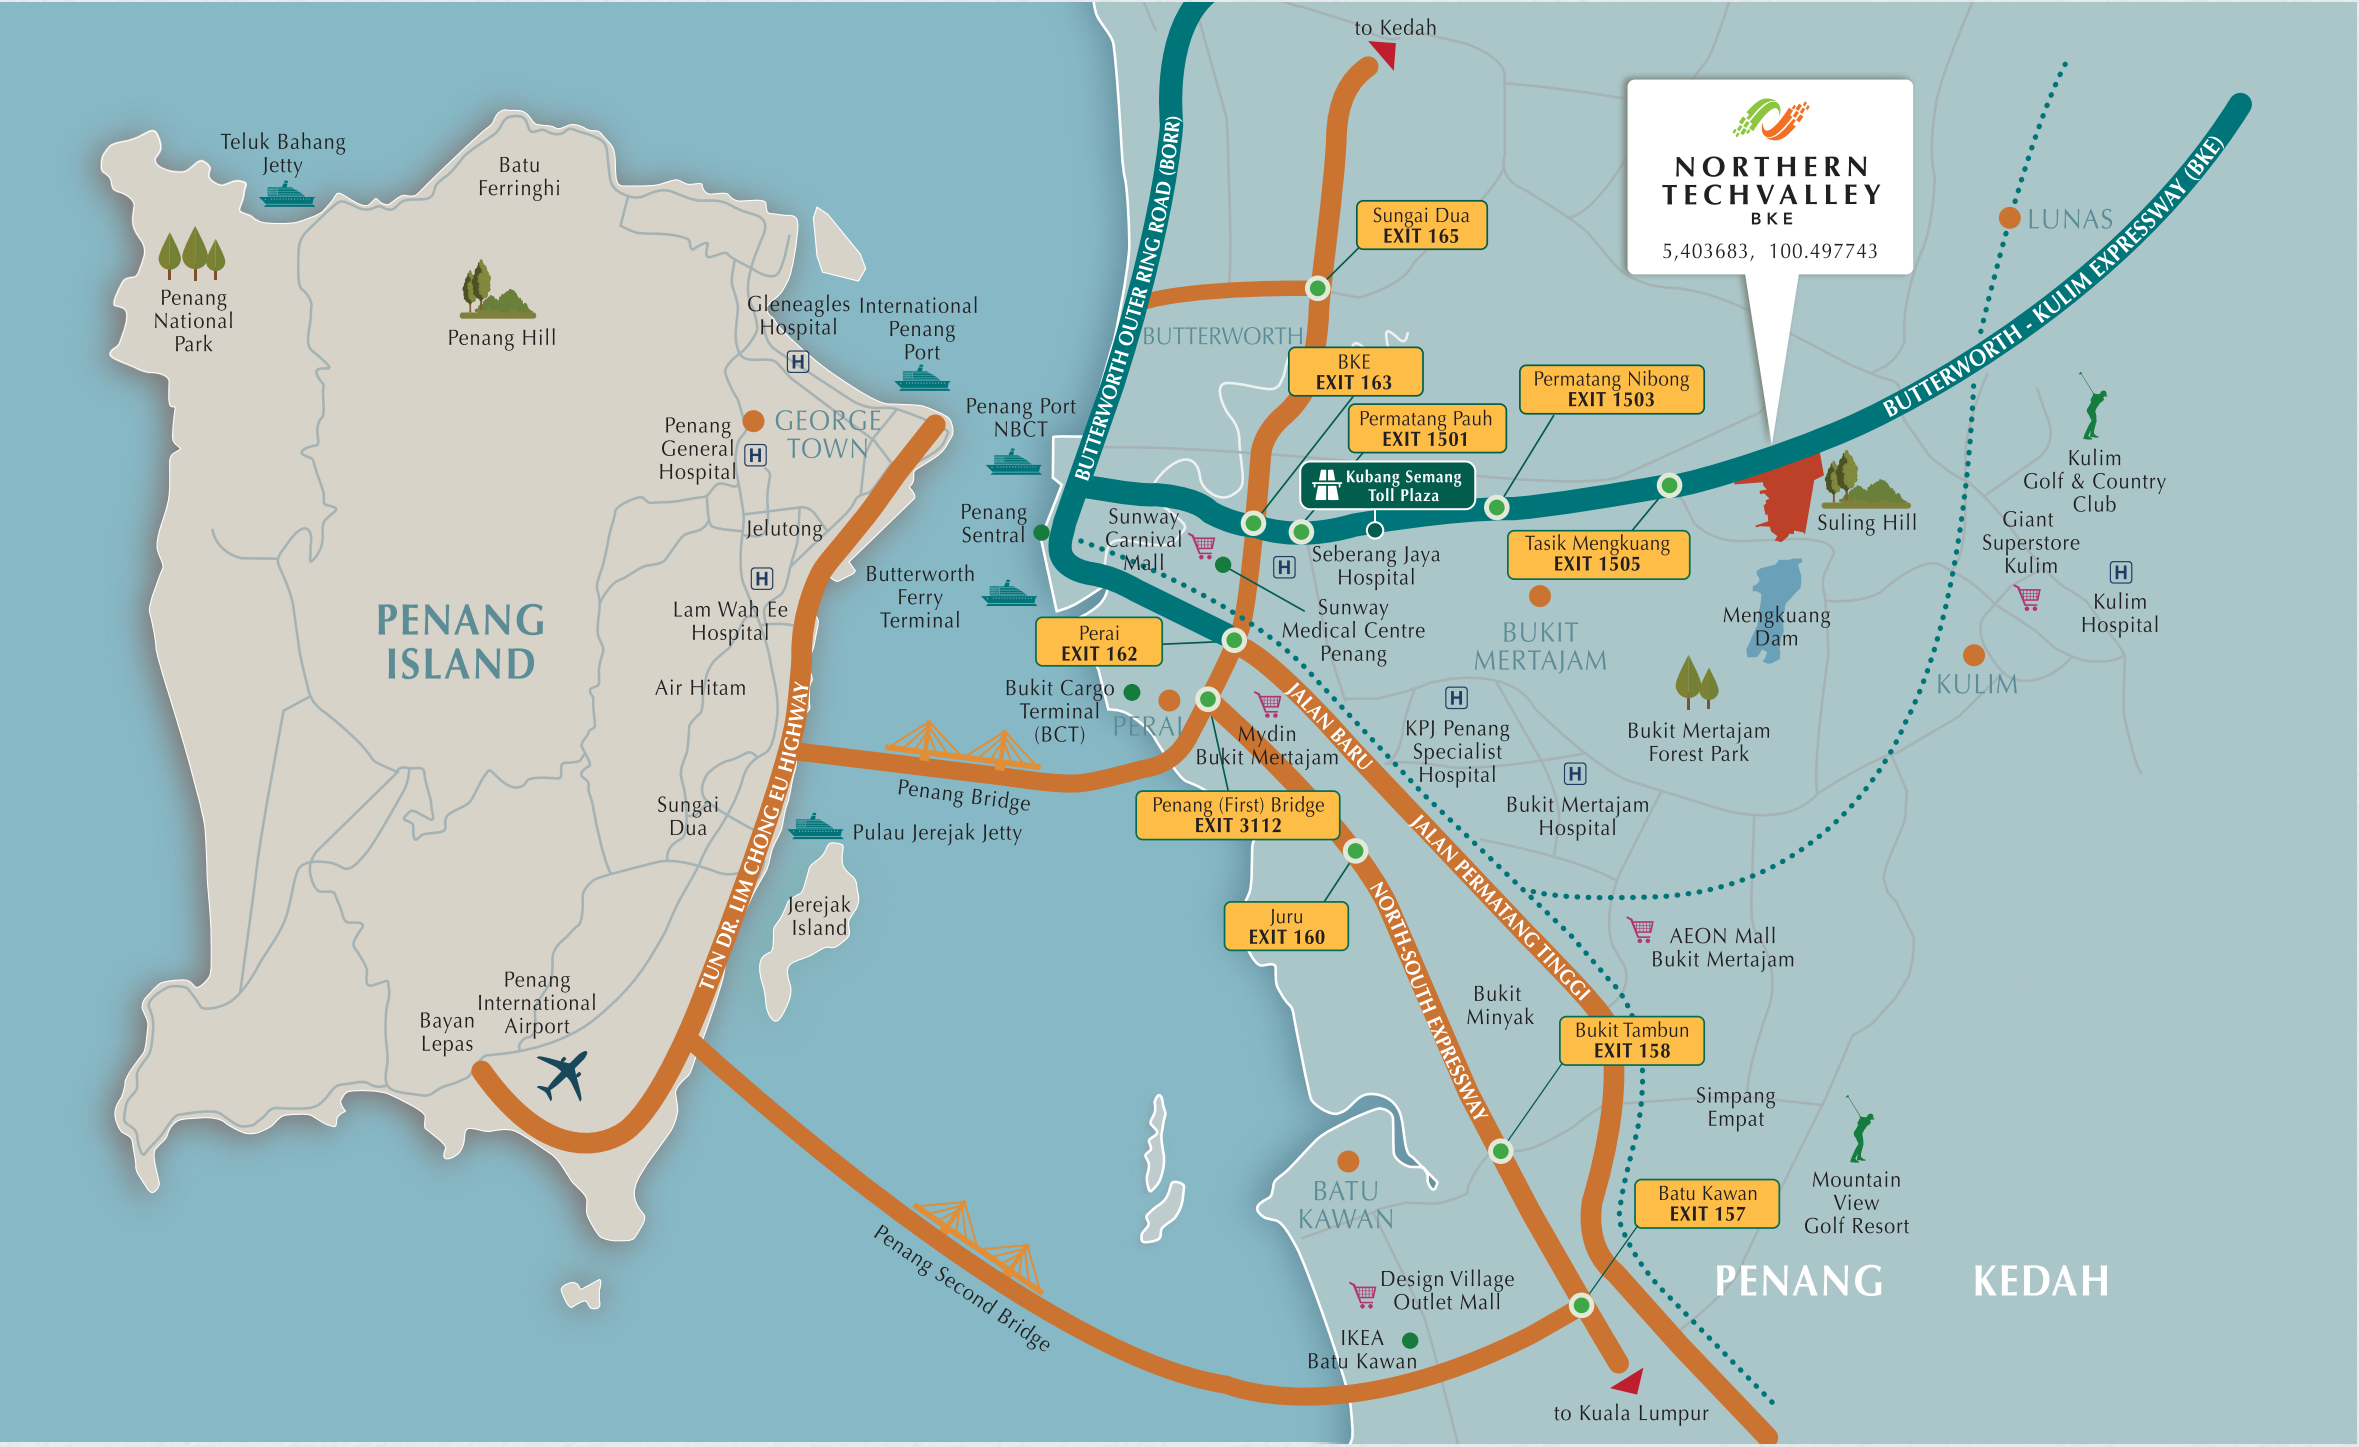 to Kedah
NORTHERN
TECHVALLEY
BKE
5,403683, 100.497743
Teluk Bahang
Jetty
Batu
Ferringhi
Penang
National
Park
Penang Hill
Gleneagles
Hospital
H
International
Penang
Port
Penang
General
Hospital
H
GEORGE
TOWN
Jelutong
H
Lam Wah Ee
Hospital
PENANG
ISLAND
Air Hitam
Sungai
Dua
TUN DR. LIM CHONG EU HIGHWAY
Penang
International
Airport
Bayan
Lepas
Penang Bridge
Pulau Jerejak Jetty
Jerejak
Island
Penang Second Bridge
BUTTERWORTH OUTER RING ROAD (BORR)
Sungai Dua
EXIT 165
BUTTERWORTH
BKE
EXIT 163
Permatang Pauh
EXIT 1501
Permatang Nibong
EXIT 1503
Kubang Semang
Toll Plaza
Tasik Mengkuang
EXIT 1505
BUTTERWORTH - KULIM EXPRESSWAY (BKE)
LUNAS
Penang Port
NBCT
Penang
Sentral
Butterworth
Ferry
Terminal
Sunway
Carnival
Mall
H
Seberang Jaya
Hospital
Sunway
Medical Centre
Penang
Perai
EXIT 162
Bukit Cargo
Terminal
(BCT)
PERAI
Mydin
Bukit Mertajam
Penang (First) Bridge
EXIT 3112
Juru
EXIT 160
JALAN BARU
JALAN PERMATANG TINGGI
NORTH-SOUTH EXPRESSWAY
BUKIT
MERTAJAM
H
KPJ Penang
Specialist
Hospital
H
Bukit Mertajam
Hospital
Bukit Mertajam
Forest Park
Mengkuang
Dam
Suling Hill
Kulim
Golf & Country
Club
Giant
Superstore
Kulim
H
Kulim
Hospital
KULIM
AEON Mall
Bukit Mertajam
Bukit
Minyak
Bukit Tambun
EXIT 158
Simpang
Empat
Mountain
View
Golf Resort
Batu Kawan
EXIT 157
BATU
KAWAN
Design Village
Outlet Mall
IKEA
Batu Kawan
to Kuala Lumpur
PENANG
KEDAH